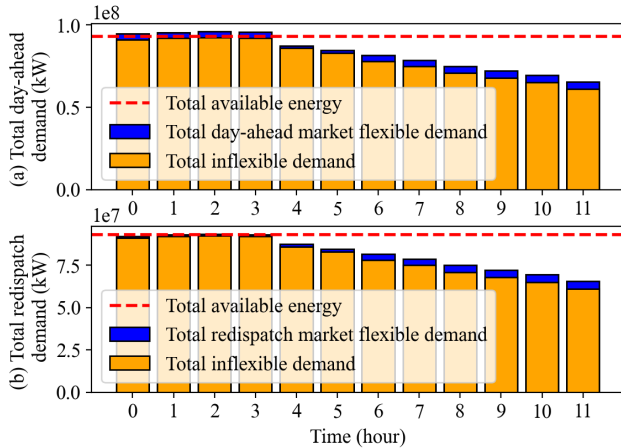 1e8
(a) Total day-ahead
demand (kW)
1.0
0.5
0.0
Total available energy
Total day-ahead market flexible demand
Total inflexible demand
0 1 2 3 4 5 6 7 8 9 10 11
1e7
(b) Total redispatch
demand (kW)
7.5
5.0
2.5
0.0
Total available energy
Total redispatch market flexible demand
Total inflexible demand
0 1 2 3 4 5 6 7 8 9 10 11
Time (hour)